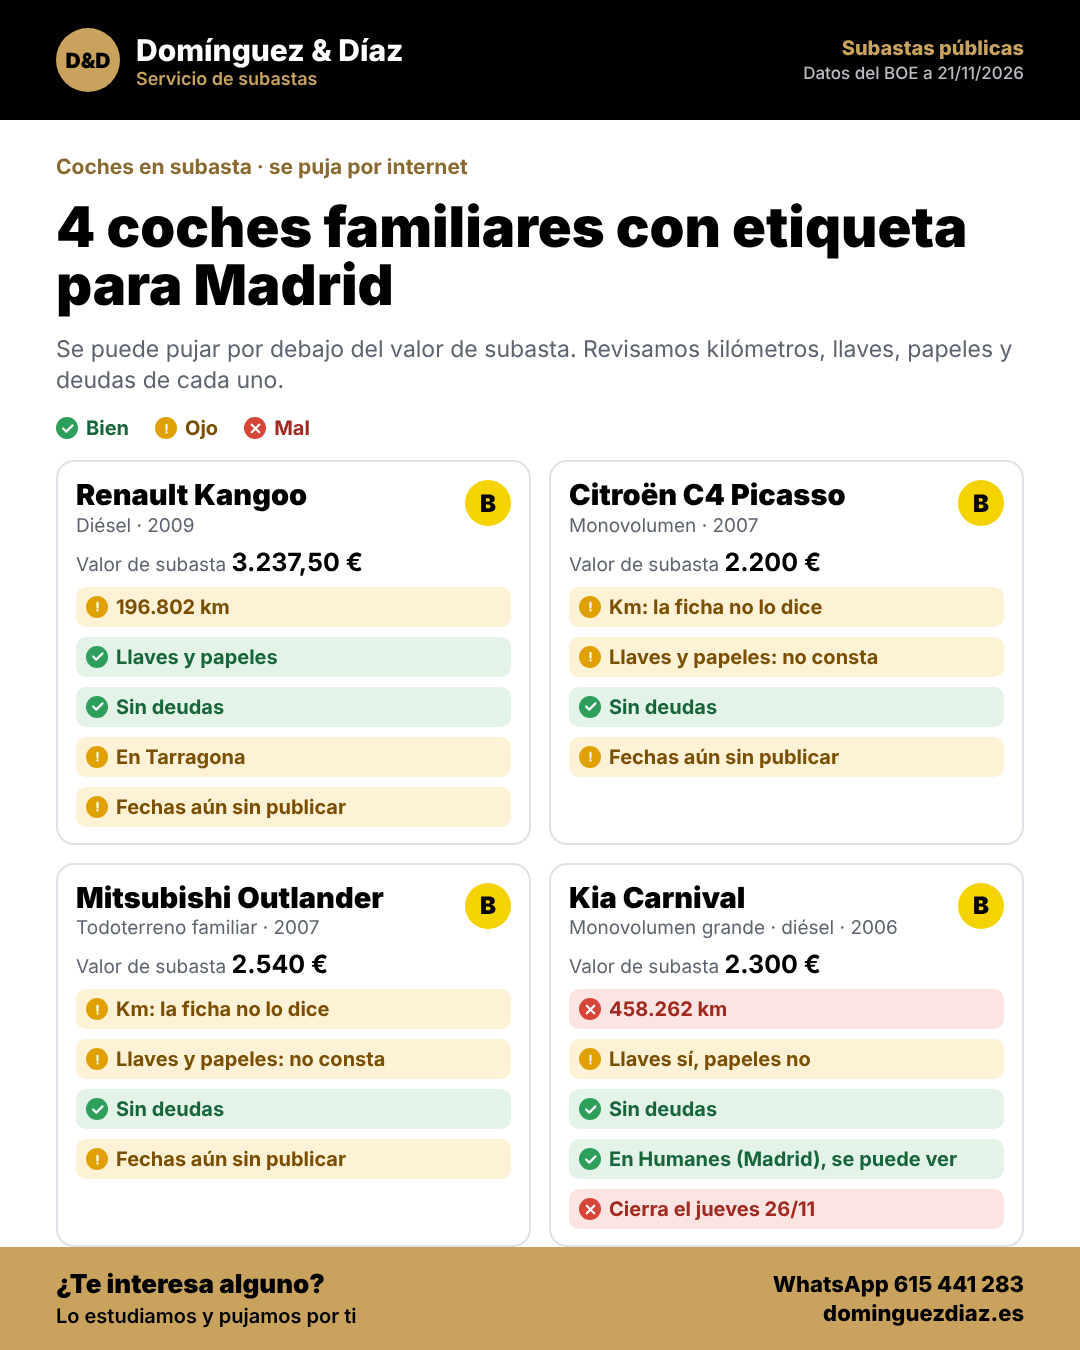 D&D
Domínguez & Díaz
Servicio de subastas
Subastas públicas
Datos del BOE a 21/11/2026
Coches en subasta · se puja por internet
4 coches familiares con etiqueta
para Madrid
Se puede pujar por debajo del valor de subasta. Revisamos kilómetros, llaves, papeles y
deudas de cada uno.
Bien
Ojo
Mal
Renault Kangoo
B
Diésel · 2009
Valor de subasta 3.237,50 €
196.802 km
Llaves y papeles
Sin deudas
En Tarragona
Fechas aún sin publicar
Citroën C4 Picasso
B
Monovolumen · 2007
Valor de subasta 2.200 €
Km: la ficha no lo dice
Llaves y papeles: no consta
Sin deudas
Fechas aún sin publicar
Mitsubishi Outlander
B
Todoterreno familiar · 2007
Valor de subasta 2.540 €
Km: la ficha no lo dice
Llaves y papeles: no consta
Sin deudas
Fechas aún sin publicar
Kia Carnival
B
Monovolumen grande · diésel · 2006
Valor de subasta 2.300 €
458.262 km
Llaves sí, papeles no
Sin deudas
En Humanes (Madrid), se puede ver
Cierra el jueves 26/11
¿Te interesa alguno?
Lo estudiamos y pujamos por ti
WhatsApp 615 441 283
dominguezdiaz.es